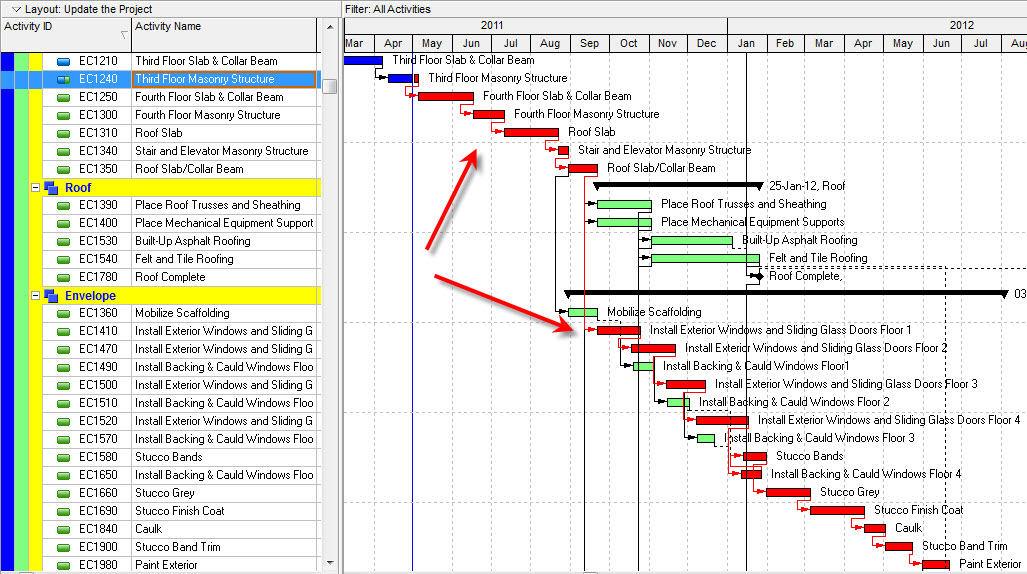 Layout: Update the Project
Filter: All Activities
Activity ID
Activity Name
2011
2012
Mar Apr May Jun Jul Aug Sep Oct Nov Dec Jan Feb Mar Apr May Jun Jul Au
EC1210 Third Floor Slab & Collar Beam
EC1240 Third Floor Masonry Structure
EC1250 Fourth Floor Slab & Collar Beam
EC1300 Fourth Floor Masonry Structure
EC1310 Roof Slab
EC1340 Stair and Elevator Masonry Structure
EC1350 Roof Slab/Collar Beam
Roof
EC1390 Place Roof Trusses and Sheathing
EC1400 Place Mechanical Equipment Support
EC1530 Built-Up Asphalt Roofing
EC1540 Felt and Tile Roofing
EC1780 Roof Complete
Envelope
EC1360 Mobilize Scaffolding
EC1410 Install Exterior Windows and Sliding G
EC1470 Install Exterior Windows and Sliding G
EC1490 Install Backing & Cauld Windows Floo
EC1500 Install Exterior Windows and Sliding G
EC1510 Install Backing & Cauld Windows Floo
EC1520 Install Exterior Windows and Sliding G
EC1570 Install Backing & Cauld Windows Floo
EC1580 Stucco Bands
EC1650 Install Backing & Cauld Windows Floo
EC1660 Stucco Grey
EC1690 Stucco Finish Coat
EC1840 Caulk
EC1900 Stucco Band Trim
EC1980 Paint Exterior
Third Floor Slab & Collar Beam
Third Floor Masonry Structure
Fourth Floor Slab & Collar Beam
Fourth Floor Masonry Structure
Roof Slab
Stair and Elevator Masonry Structure
Roof Slab/Collar Beam
25-Jan-12, Roof
Place Roof Trusses and Sheathing
Place Mechanical Equipment Supports
Built-Up Asphalt Roofing
Felt and Tile Roofing
Roof Complete,
03
Mobilize Scaffolding
Install Exterior Windows and Sliding Glass Doors Floor 1
Install Exterior Windows and Sliding Glass Doors Floor 2
Install Backing & Cauld Windows Floor1
Install Exterior Windows and Sliding Glass Doors Floor 3
Install Backing & Cauld Windows Floor 2
Install Exterior Windows and Sliding Glass Doors Floor 4
Install Backing & Cauld Windows Floor 3
Stucco Bands
Install Backing & Cauld Windows Floor 4
Stucco Grey
Stucco Finish Coat
Caulk
Stucco Band Trim
Paint Exterior